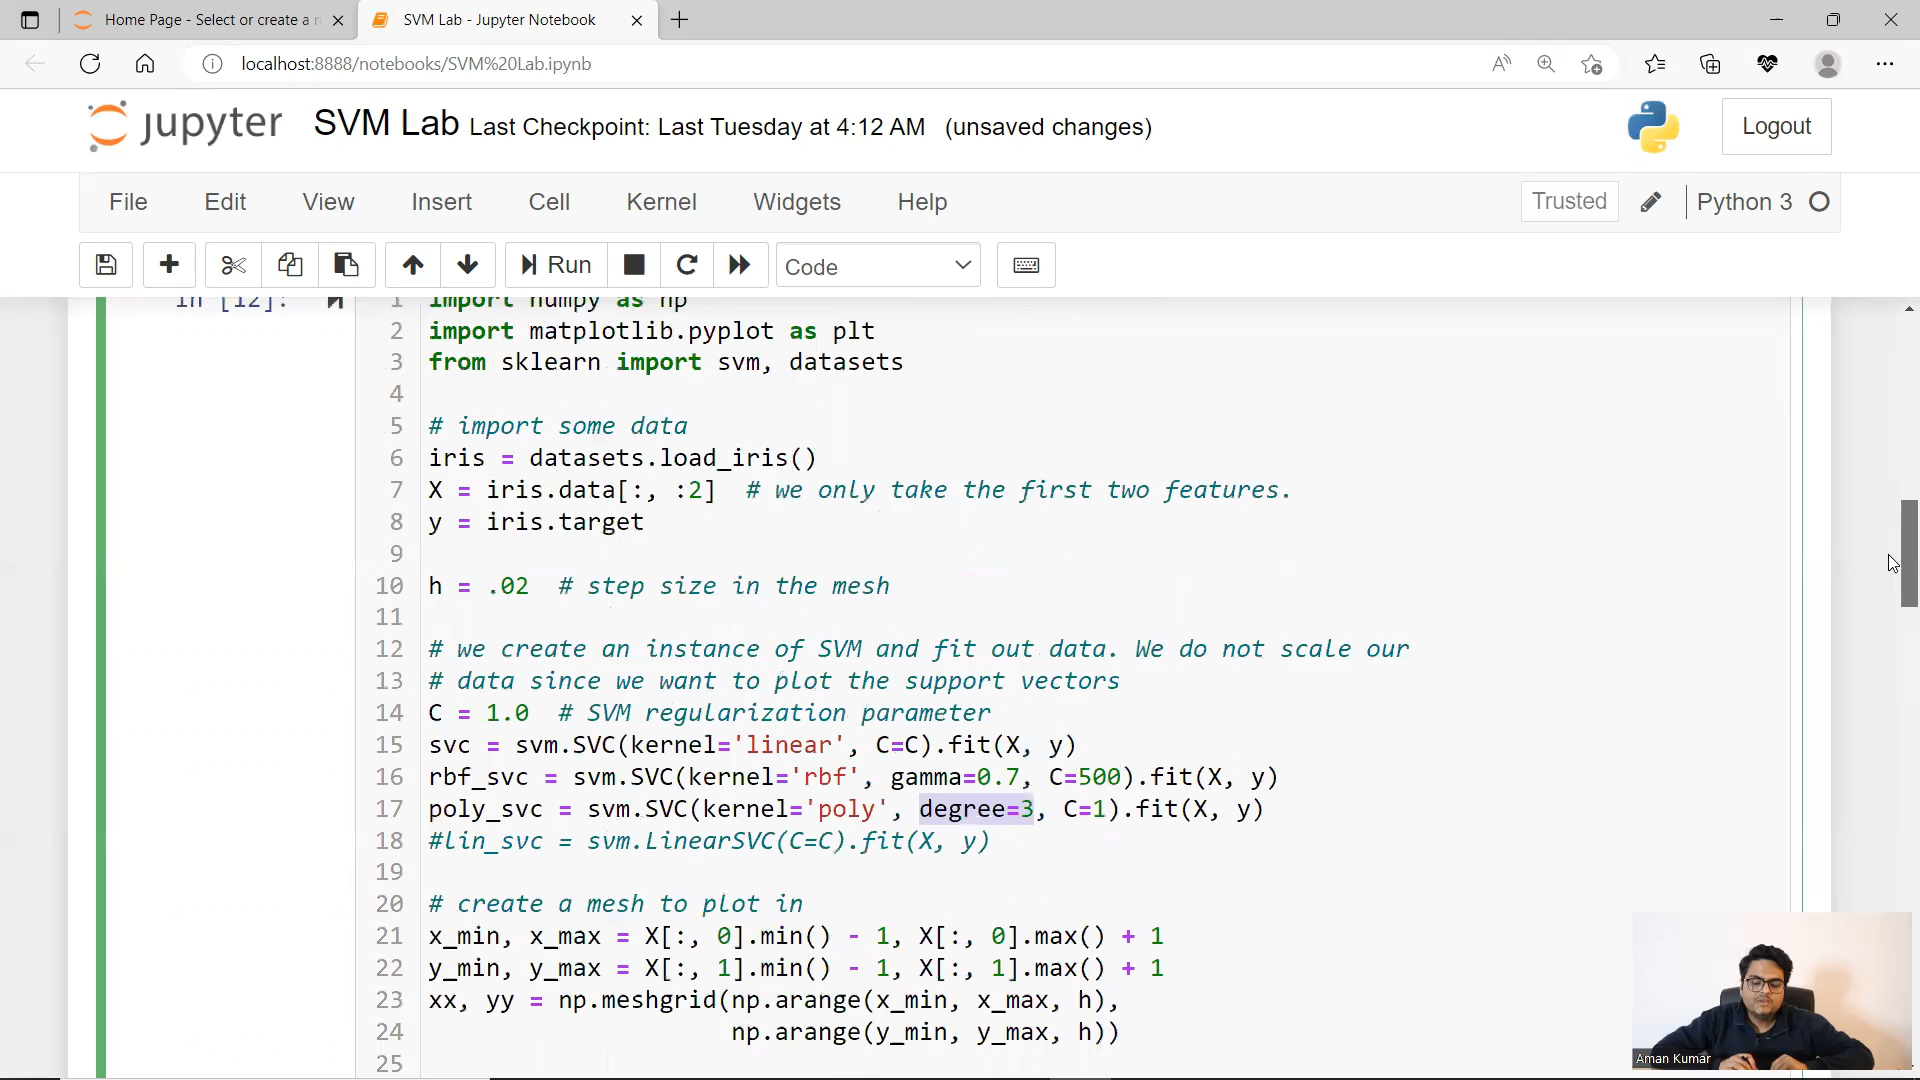 Home Page - Select or create a n
SVM Lab - Jupyter Notebook
localhost:8888/notebooks/SVM%20Lab.ipynb
jupyter SVM Lab Last Checkpoint: Last Tuesday at 4:12 AM (unsaved changes)
Logout
File Edit View Insert Cell Kernel Widgets Help
Trusted Python 3
Run Code
In [12]:
1 import numpy as np
2 import matplotlib.pyplot as plt
3 from sklearn import svm, datasets
4
5 # import some data
6 iris = datasets.load_iris()
7 X = iris.data[:, :2]  # we only take the first two features.
8 y = iris.target
9
10 h = .02  # step size in the mesh
11
12 # we create an instance of SVM and fit out data. We do not scale our
13 # data since we want to plot the support vectors
14 C = 1.0  # SVM regularization parameter
15 svc = svm.SVC(kernel='linear', C=C).fit(X, y)
16 rbf_svc = svm.SVC(kernel='rbf', gamma=0.7, C=500).fit(X, y)
17 poly_svc = svm.SVC(kernel='poly', degree=3, C=1).fit(X, y)
18 #lin_svc = svm.LinearSVC(C=C).fit(X, y)
19
20 # create a mesh to plot in
21 x_min, x_max = X[:, 0].min() - 1, X[:, 0].max() + 1
22 y_min, y_max = X[:, 1].min() - 1, X[:, 1].max() + 1
23 xx, yy = np.meshgrid(np.arange(x_min, x_max, h),
24                      np.arange(y_min, y_max, h))
25
Aman Kumar